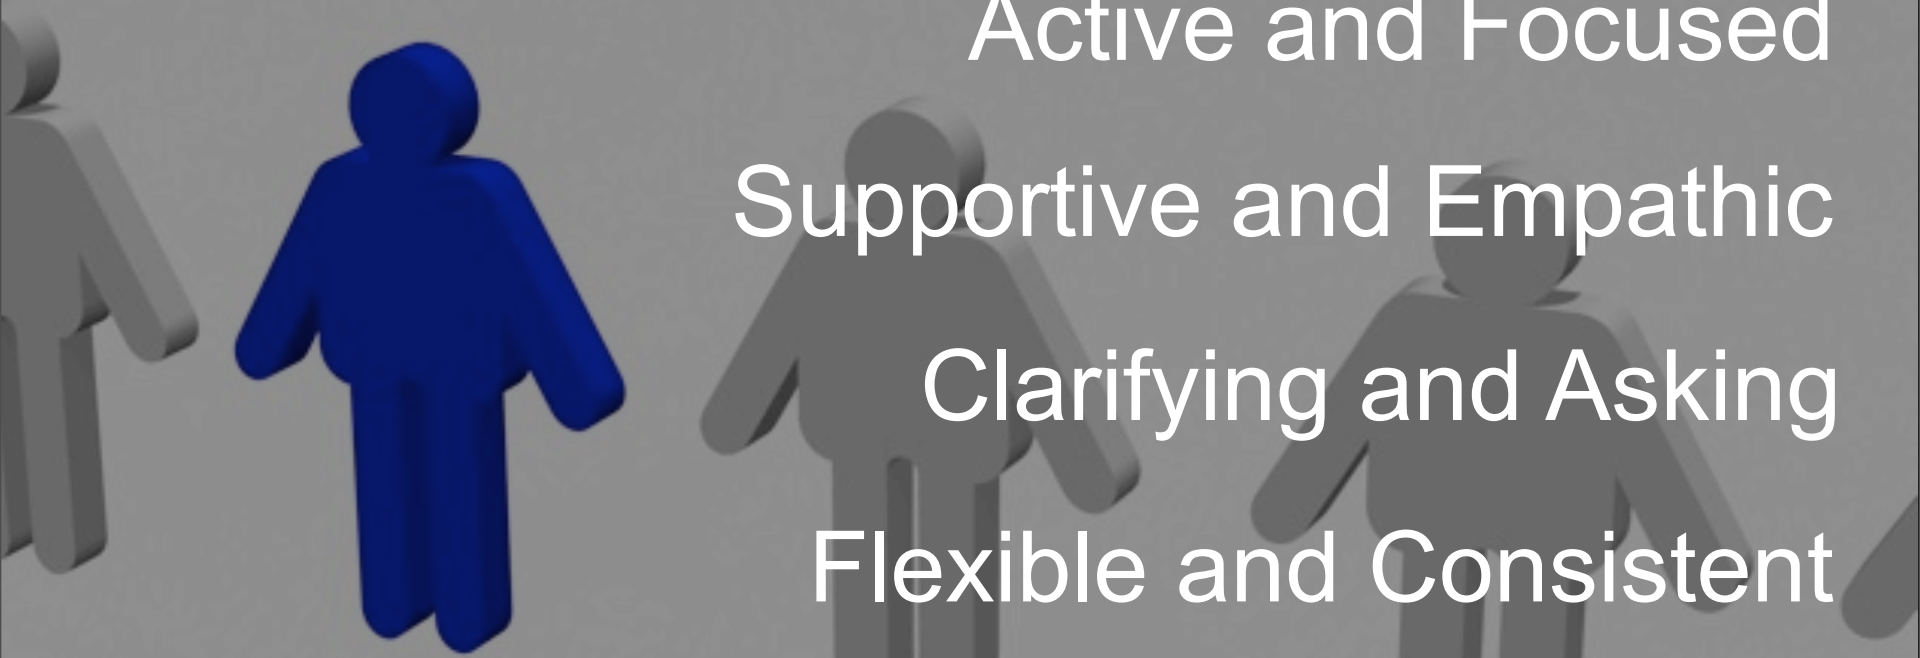 Active and Focused
Supportive and Empathic
Clarifying and Asking
Flexible and Consistent